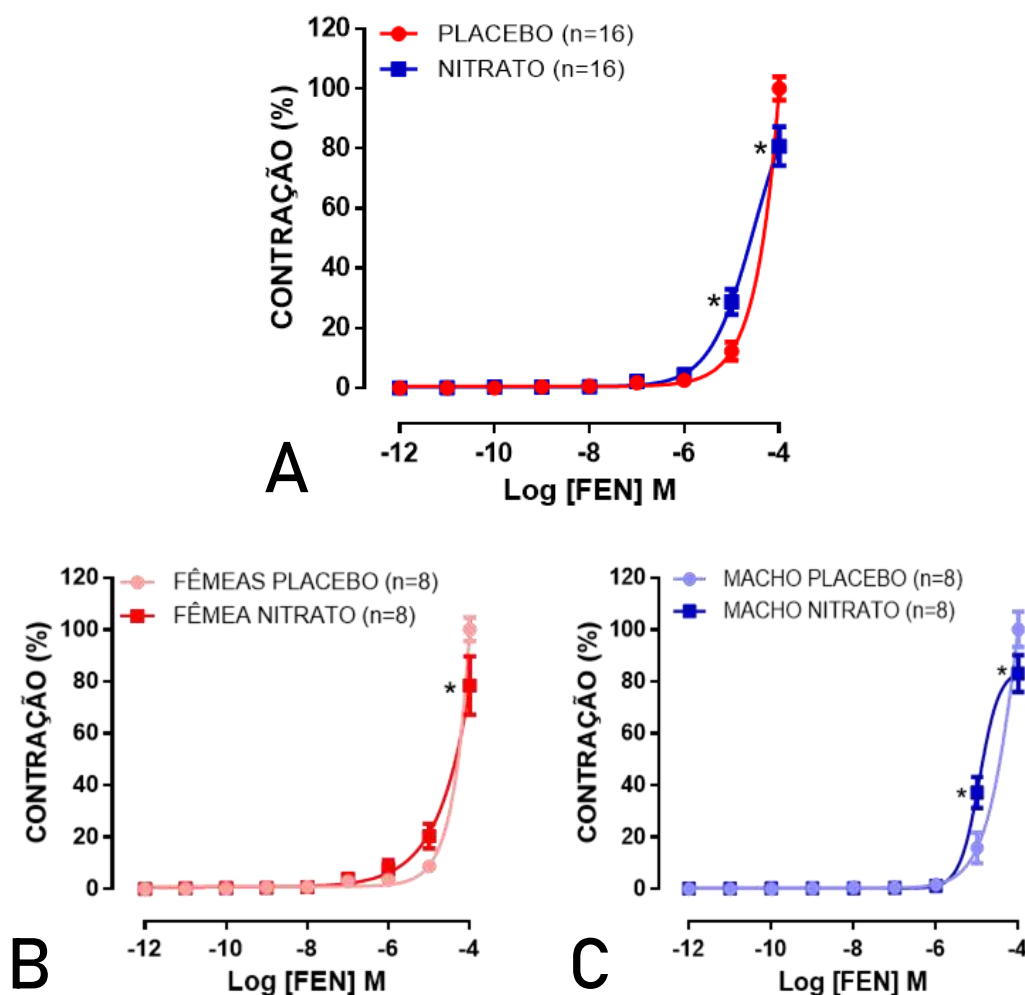 PLACEBO (n=16)
NITRATO (n=16)
120
100
80
60
40
20
0
CONTRAÇÃO (%)
*
*
-12
-10
-8
-6
-4
Log [FEN] M
A
FÊMEAS PLACEBO (n=8)
FÊMEA NITRATO (n=8)
120
100
80
60
40
20
0
CONTRAÇÃO (%)
*
-12
-10
-8
-6
-4
Log [FEN] M
B
MACHO PLACEBO (n=8)
MACHO NITRATO (n=8)
120
100
80
60
40
20
0
CONTRAÇÃO (%)
*
*
-12
-10
-8
-6
-4
Log [FEN] M
C